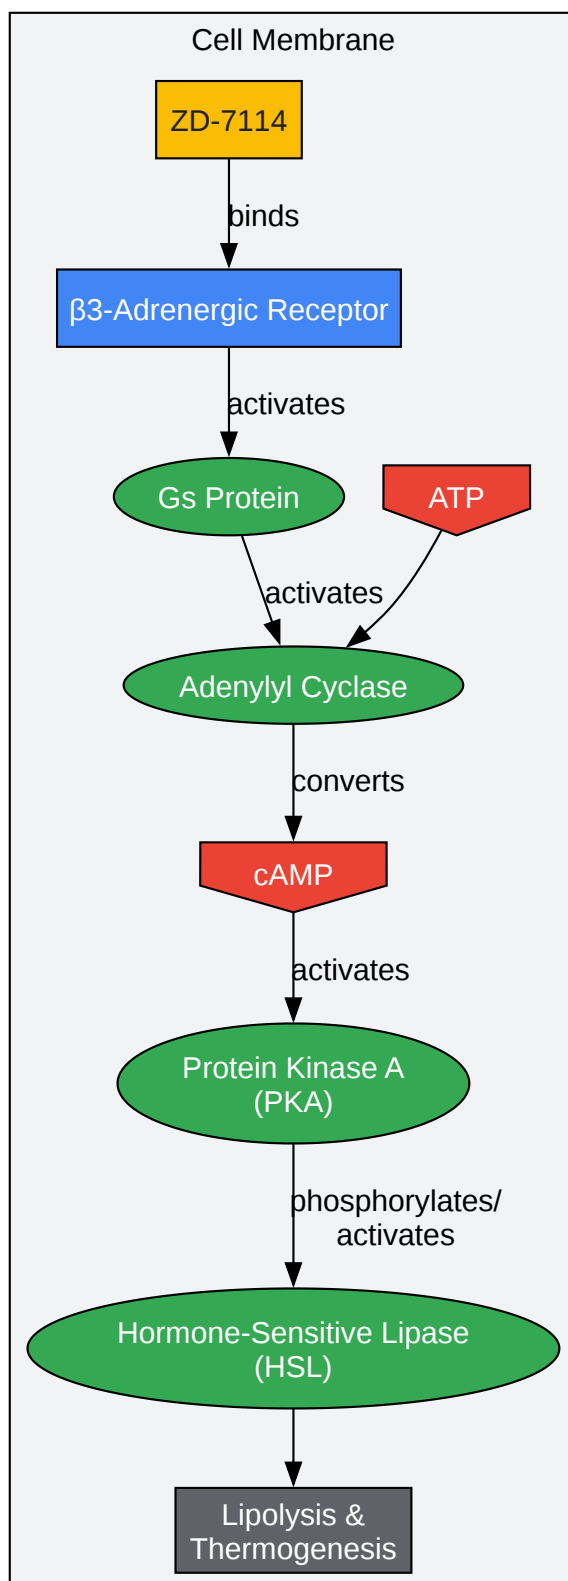 Cell Membrane
ZD-7114
binds
β3-Adrenergic Receptor
activates
Gs Protein
ATP
activates
Adenylyl Cyclase
converts
cAMP
activates
Protein Kinase A
(PKA)
phosphorylates/
activates
Hormone-Sensitive Lipase
(HSL)
Lipolysis &
Thermogenesis